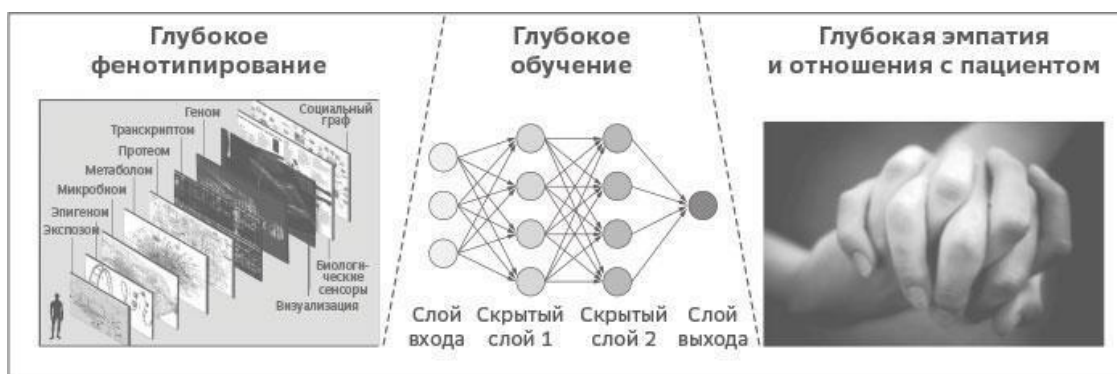 Глубокое
фенотипирование
Социальный
граф
Геном
Транскриптом
Протеом
Метаболом
Микробиом
Эпигеном
Экспозом
Биологи-
ческие
сенсоры
Визуализация
Глубокое
обучение
Слой
входа
Скрытый
слой 1
Скрытый
слой 2
Слой
выхода
Глубокая эмпатия
и отношения с пациентом